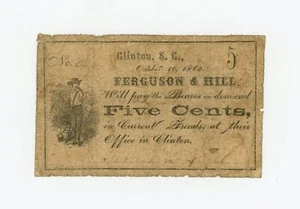 No.
Clinton, S. C.,
5
October 10, 1862.
FERGUSON & HILL
Will pay the Bearer on demand
Five Cents,
in Current Funds, at their
Office in Clinton.